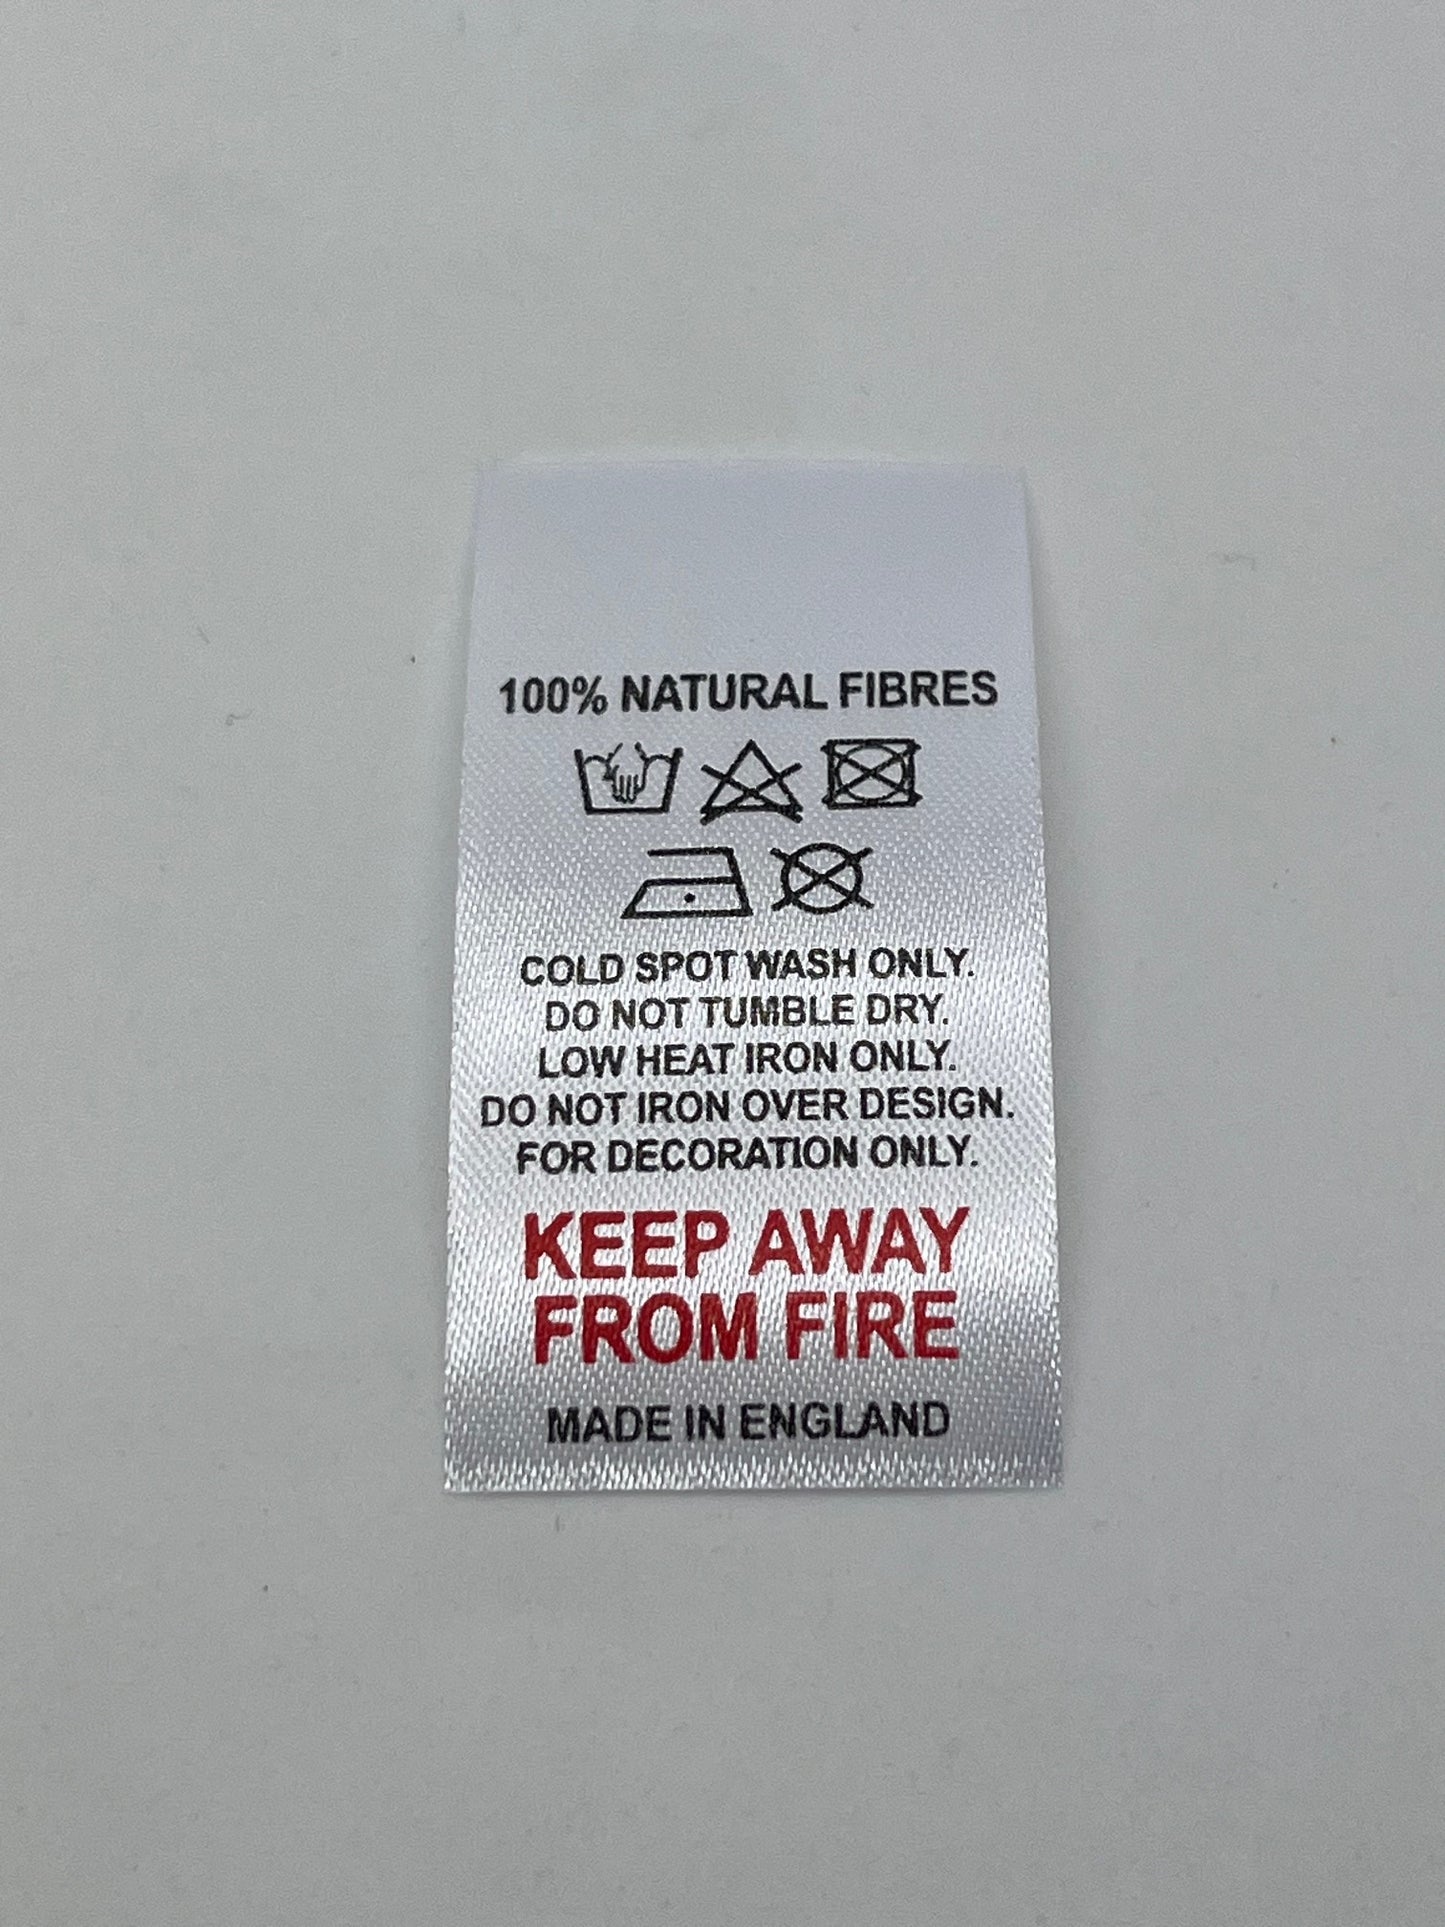 100% NATURAL FIBRES
COLD SPOT WASH ONLY.
DO NOT TUMBLE DRY.
LOW HEAT IRON ONLY.
DO NOT IRON OVER DESIGN.
FOR DECORATION ONLY.
KEEP AWAY
FROM FIRE
MADE IN ENGLAND